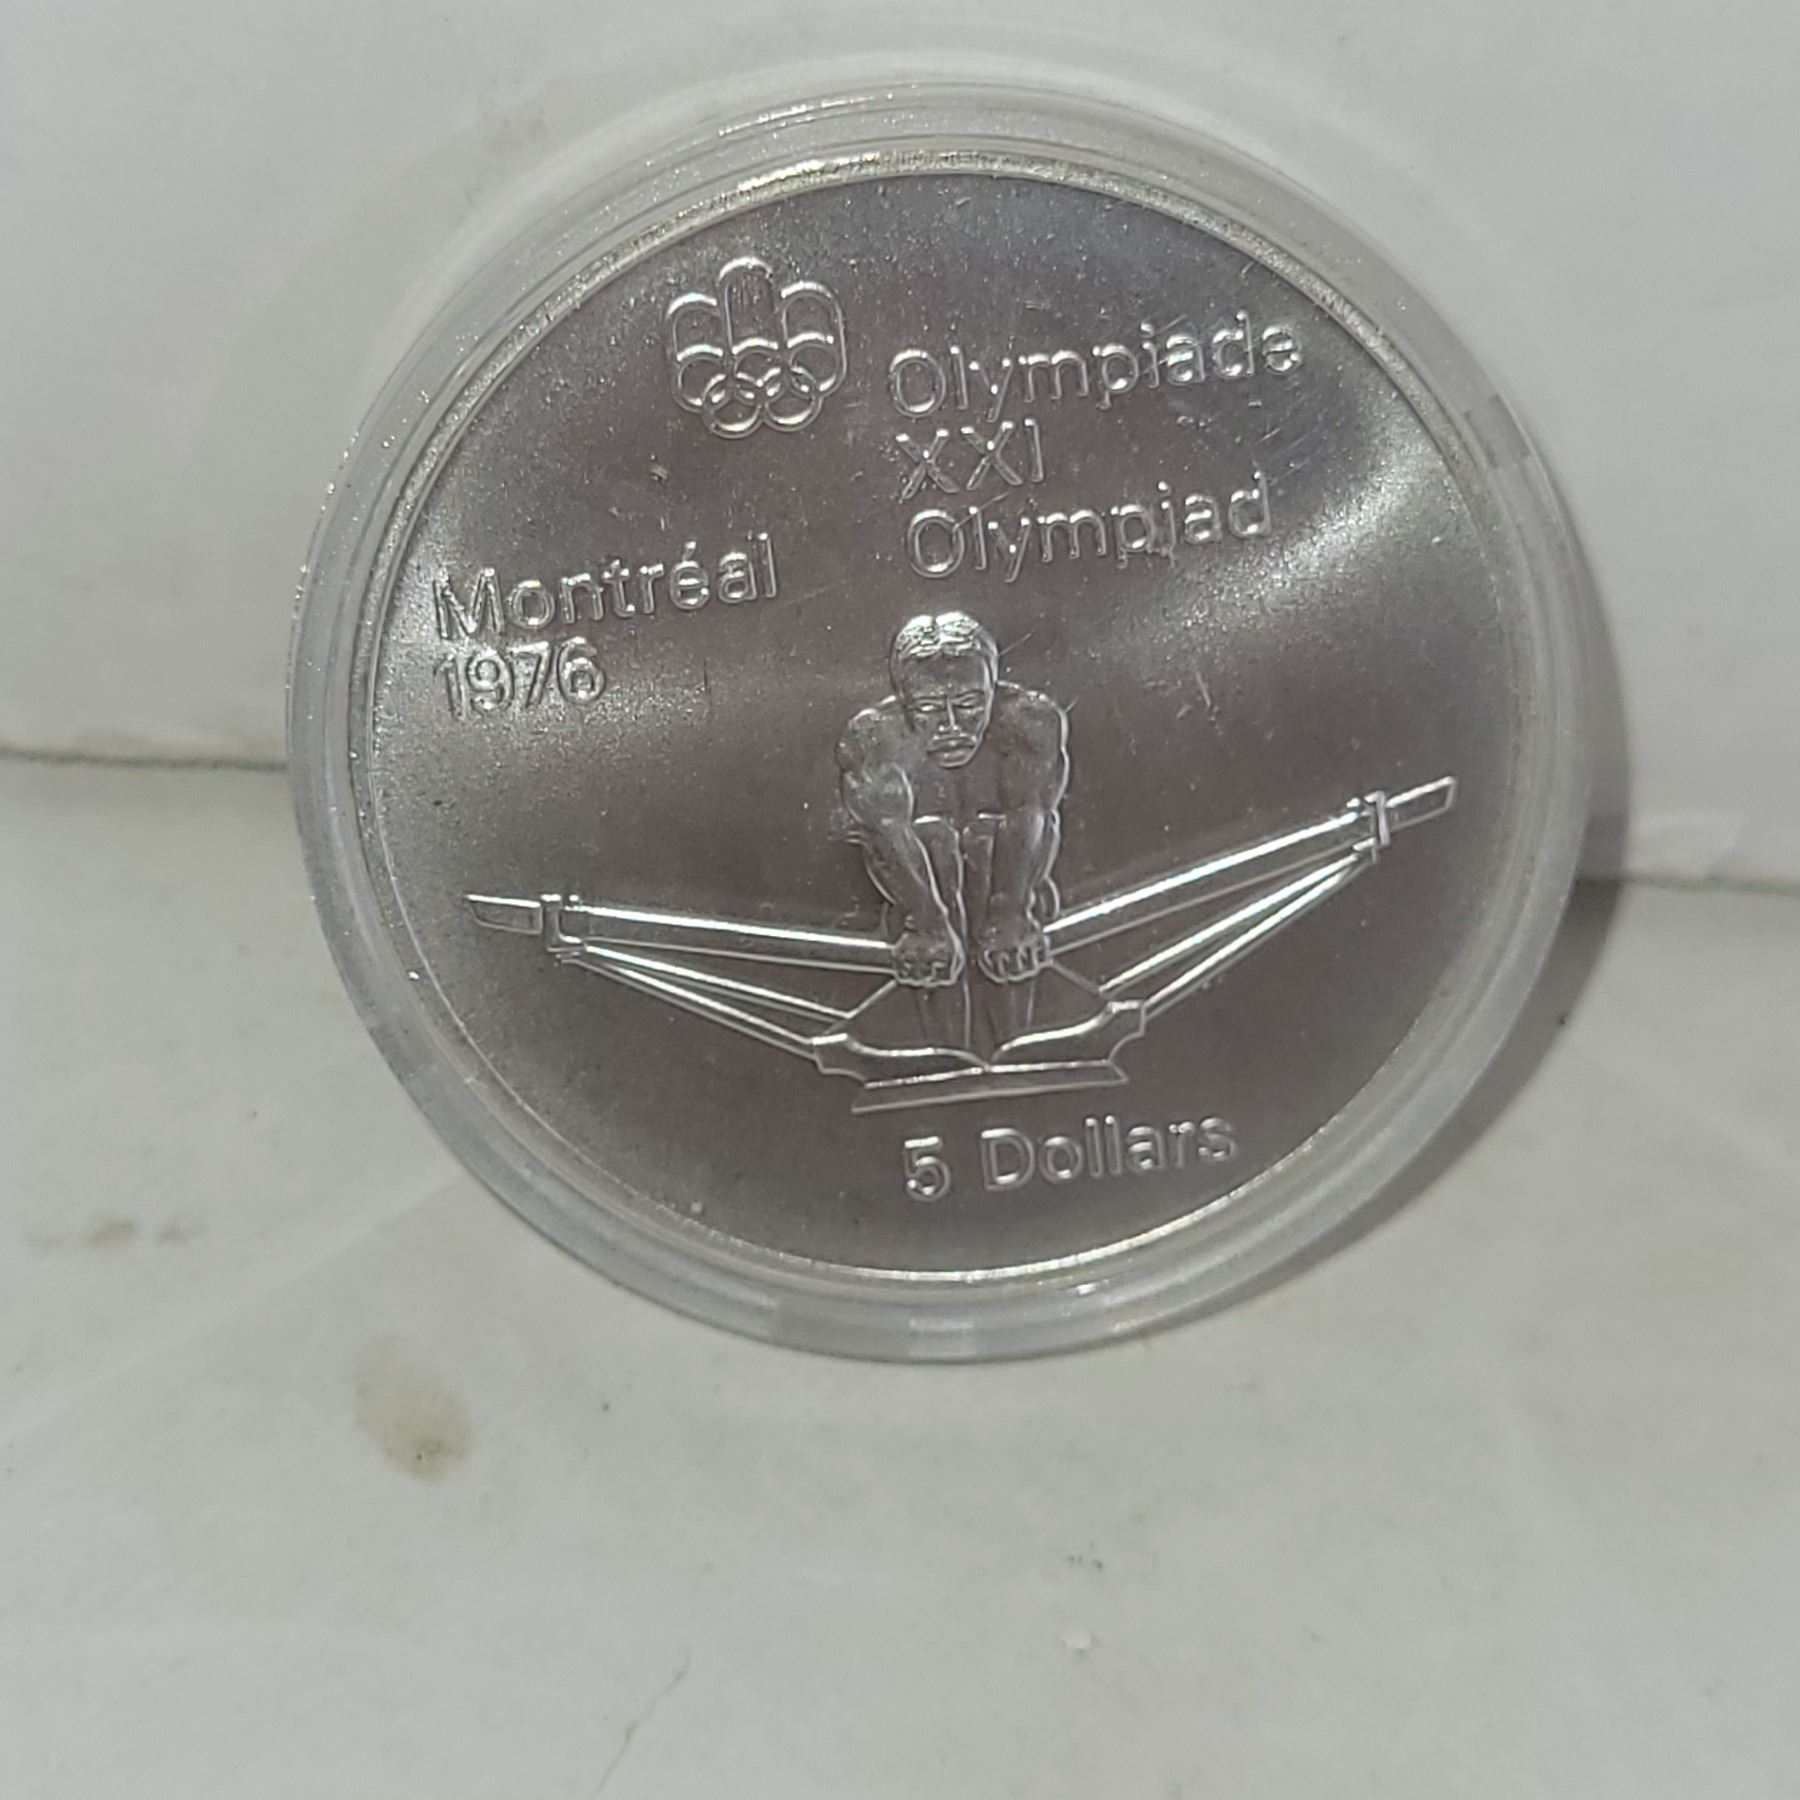 Olympiade
XXI
Olympiad
Montréal
1976
5 Dollars